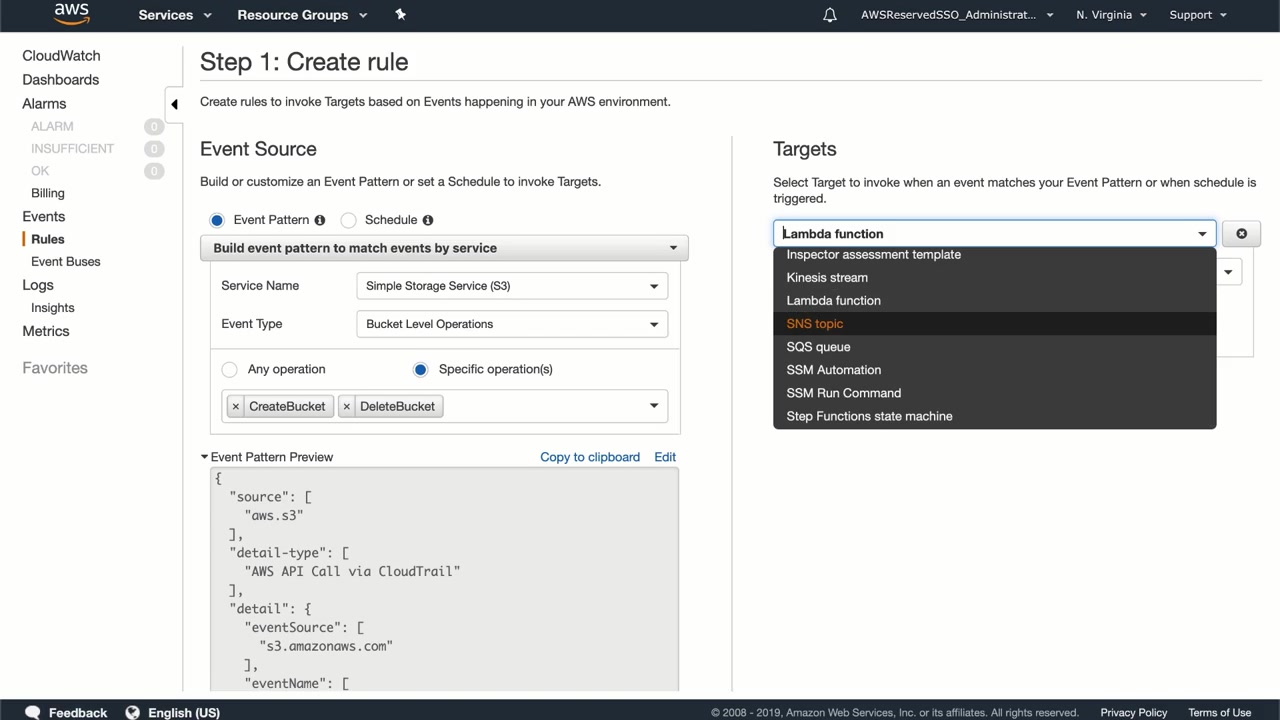 aws
Services
Resource Groups
AWSReservedSSO_Administrat...
N. Virginia
Support
CloudWatch
Dashboards
Alarms
ALARM 0
INSUFFICIENT 0
OK 0
Billing
Events
Rules
Event Buses
Logs
Insights
Metrics
Favorites
Step 1: Create rule
Create rules to invoke Targets based on Events happening in your AWS environment.
Event Source
Build or customize an Event Pattern or set a Schedule to invoke Targets.
Event Pattern
Schedule
Build event pattern to match events by service
Service Name
Simple Storage Service (S3)
Event Type
Bucket Level Operations
Any operation
Specific operation(s)
× CreateBucket
× DeleteBucket
Event Pattern Preview
Copy to clipboard
Edit
{
"source": [
"aws.s3"
],
"detail-type": [
"AWS API Call via CloudTrail"
],
"detail": {
"eventSource": [
"s3.amazonaws.com"
],
"eventName": [
Targets
Select Target to invoke when an event matches your Event Pattern or when schedule is
triggered.
Lambda function
Inspector assessment template
Kinesis stream
Lambda function
SNS topic
SQS queue
SSM Automation
SSM Run Command
Step Functions state machine
Feedback
English (US)
© 2008 - 2019, Amazon Web Services, Inc. or its affiliates. All rights reserved.
Privacy Policy
Terms of Use